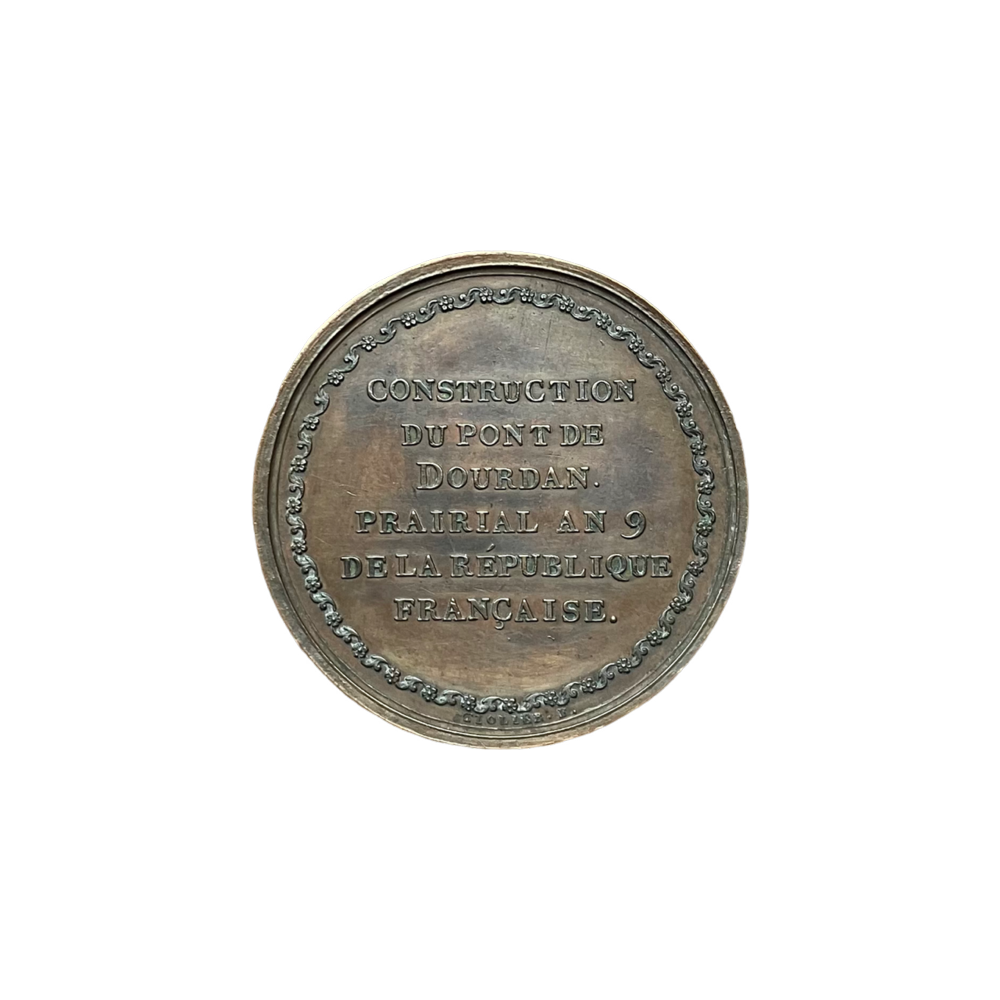 CONSTRUCTION
DU PONT DE
DOURDAN.
PRAIRIAL AN 9
DE LA RÉPUBLIQUE
FRANÇAISE.